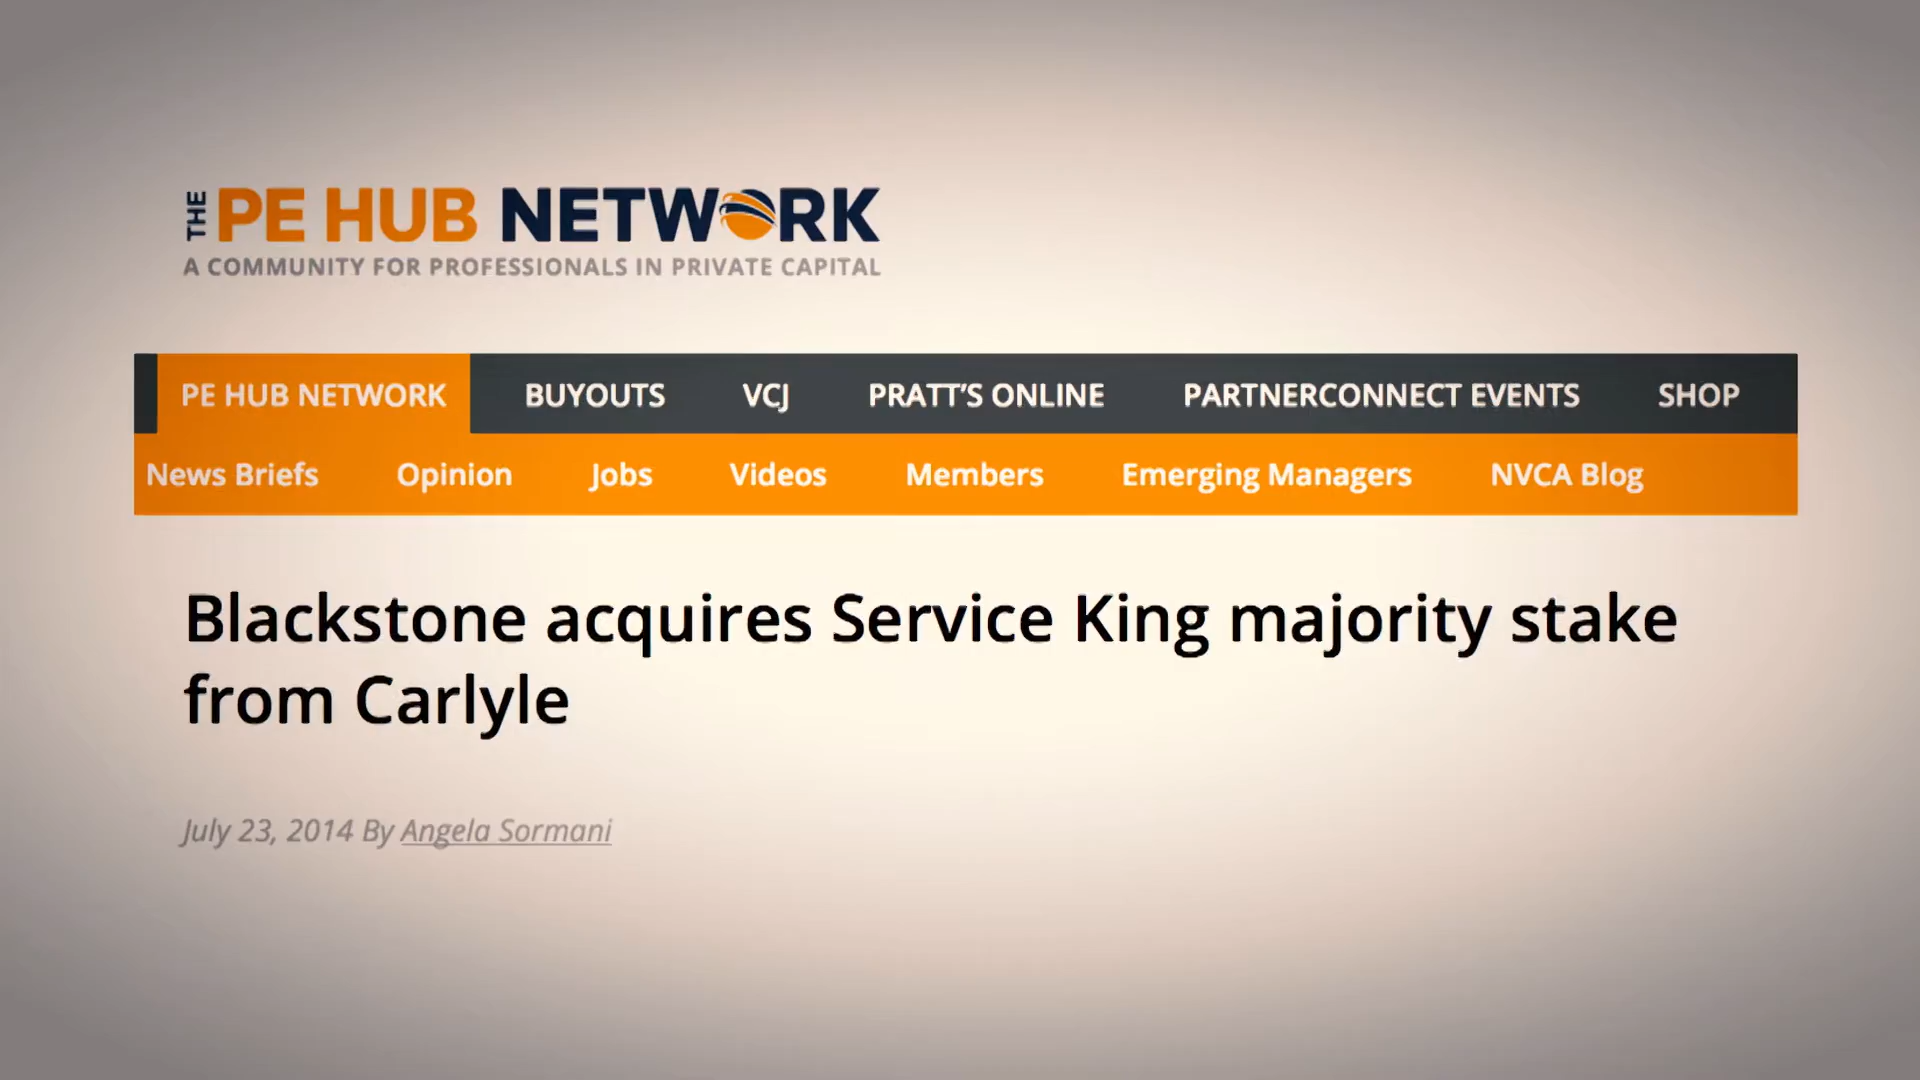 THE PE HUB NETWORK
A COMMUNITY FOR PROFESSIONALS IN PRIVATE CAPITAL
PE HUB NETWORK BUYOUTS VCJ PRATT'S ONLINE PARTNERCONNECT EVENTS SHOP
News Briefs Opinion Jobs Videos Members Emerging Managers NVCA Blog
Blackstone acquires Service King majority stake
from Carlyle
July 23, 2014 By Angela Sormani